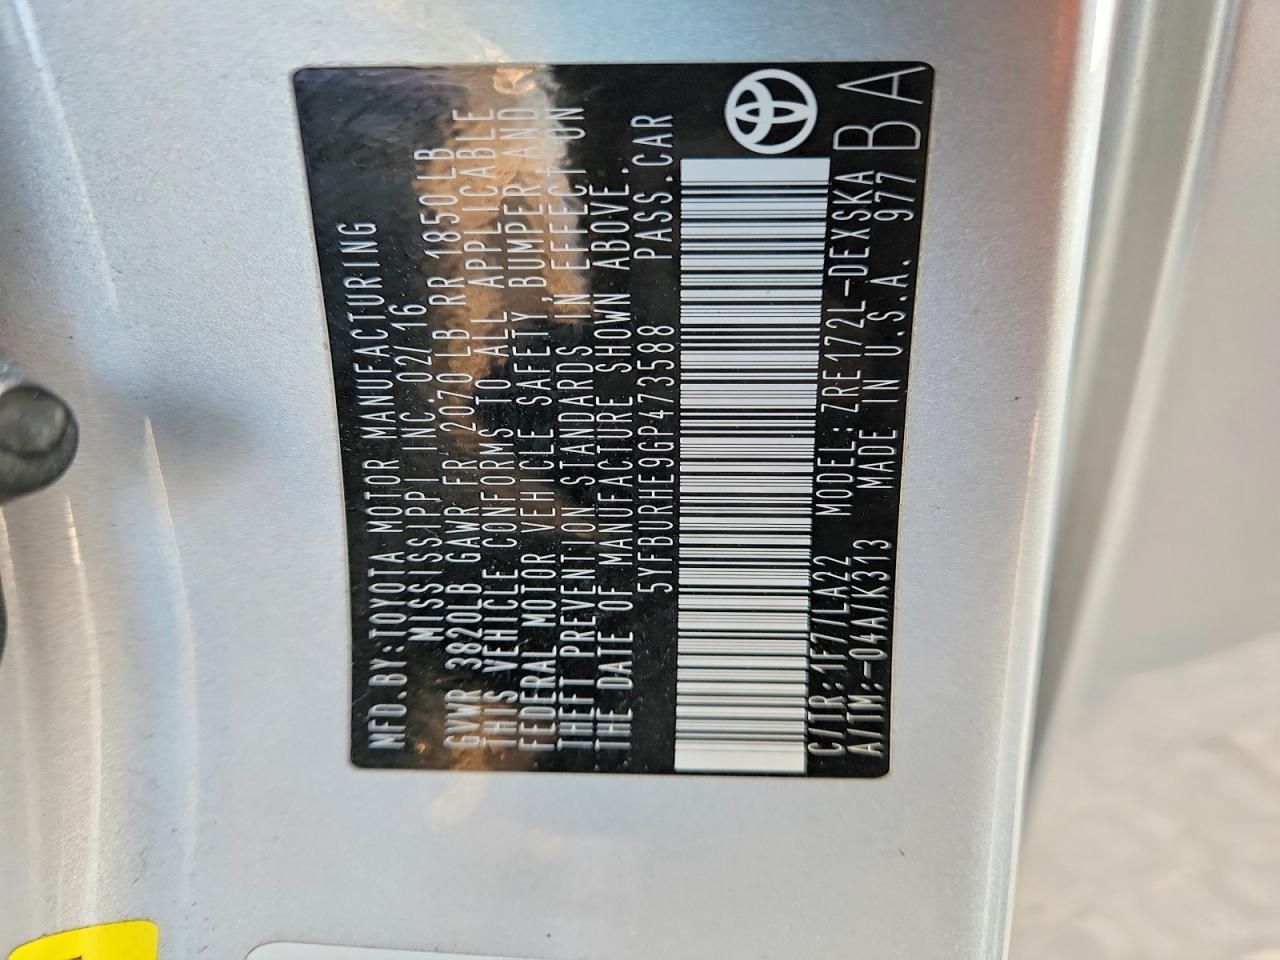 MFD.BY:TOYOTA MOTOR MANUFACTURING
MISSISSIPPI INC. 02/16
GVWR 3820LB GAWR FR 2070LB RR 1850LB
THIS VEHICLE CONFORMS TO ALL APPLICABLE
FEDERAL MOTOR VEHICLE SAFETY, BUMPER, AND
THEFT PREVENTION STANDARDS IN EFFECT ON
THE DATE OF MANUFACTURE SHOWN ABOVE.
5YFBURHE9GP473588 PASS.CAR
C/TR:1F7/LA22 MODEL:ZRE172L-DEXSKA
A/TM:-04A/K313 MADE IN U.S.A. 977 BA